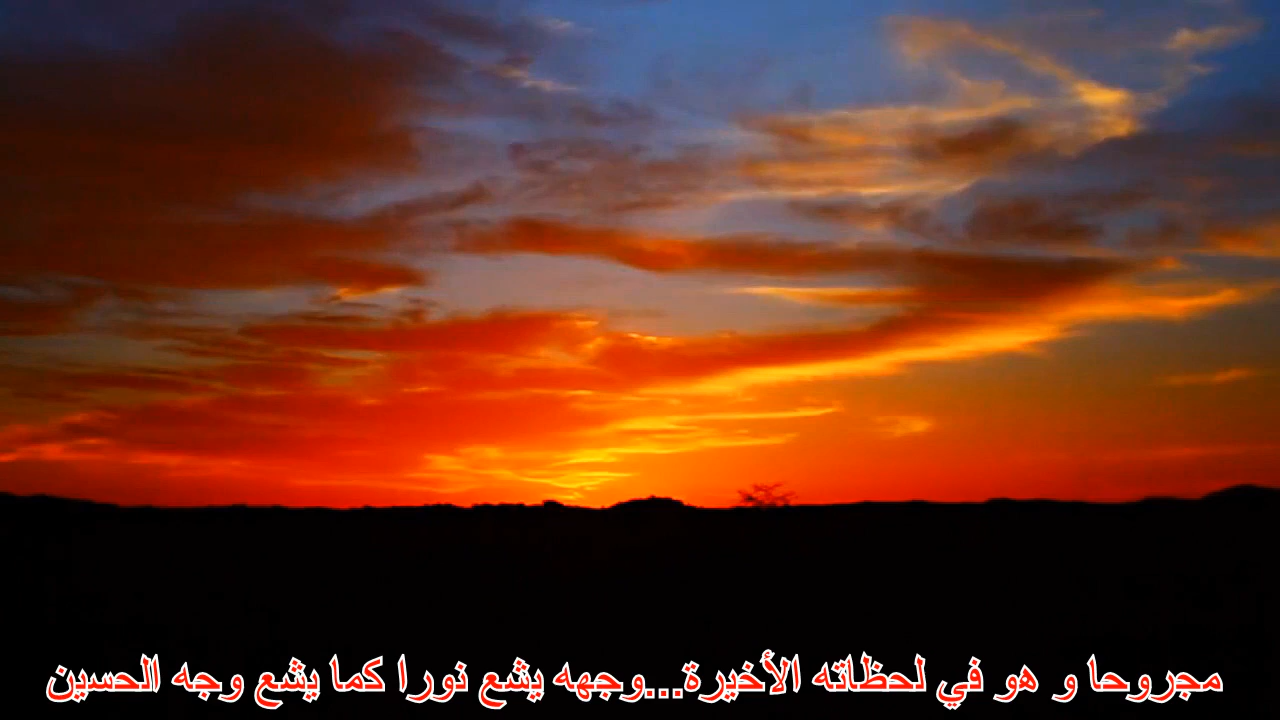 مجروحا و هو في لحظاته الأخيرة...وجهه يشع نورا كما يشع وجه الحسين